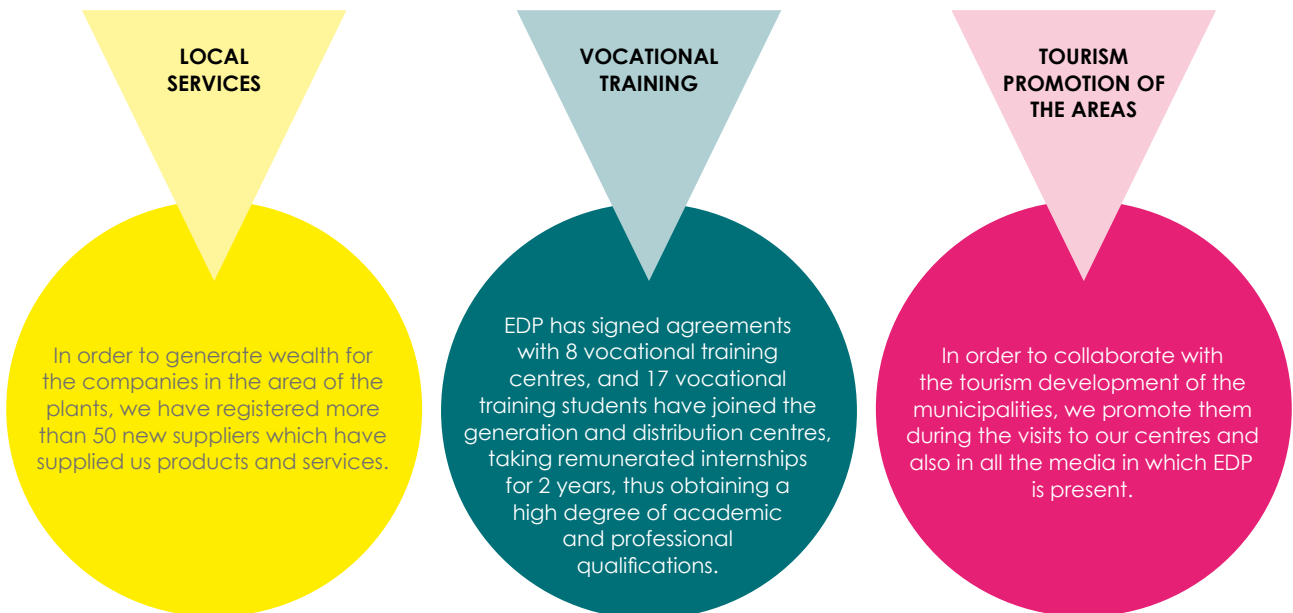 LOCAL
SERVICES
In order to generate wealth for
the companies in the area of the
plants, we have registered more
than 50 new suppliers which have
supplied us products and services.
VOCATIONAL
TRAINING
EDP has signed agreements
with 8 vocational training
centres, and 17 vocational
training students have joined the
generation and distribution centres,
taking remunerated internships
for 2 years, thus obtaining a
high degree of academic
and professional
qualifications.
TOURISM
PROMOTION OF
THE AREAS
In order to collaborate with
the tourism development of the
municipalities, we promote them
during the visits to our centres and
also in all the media in which EDP
is present.